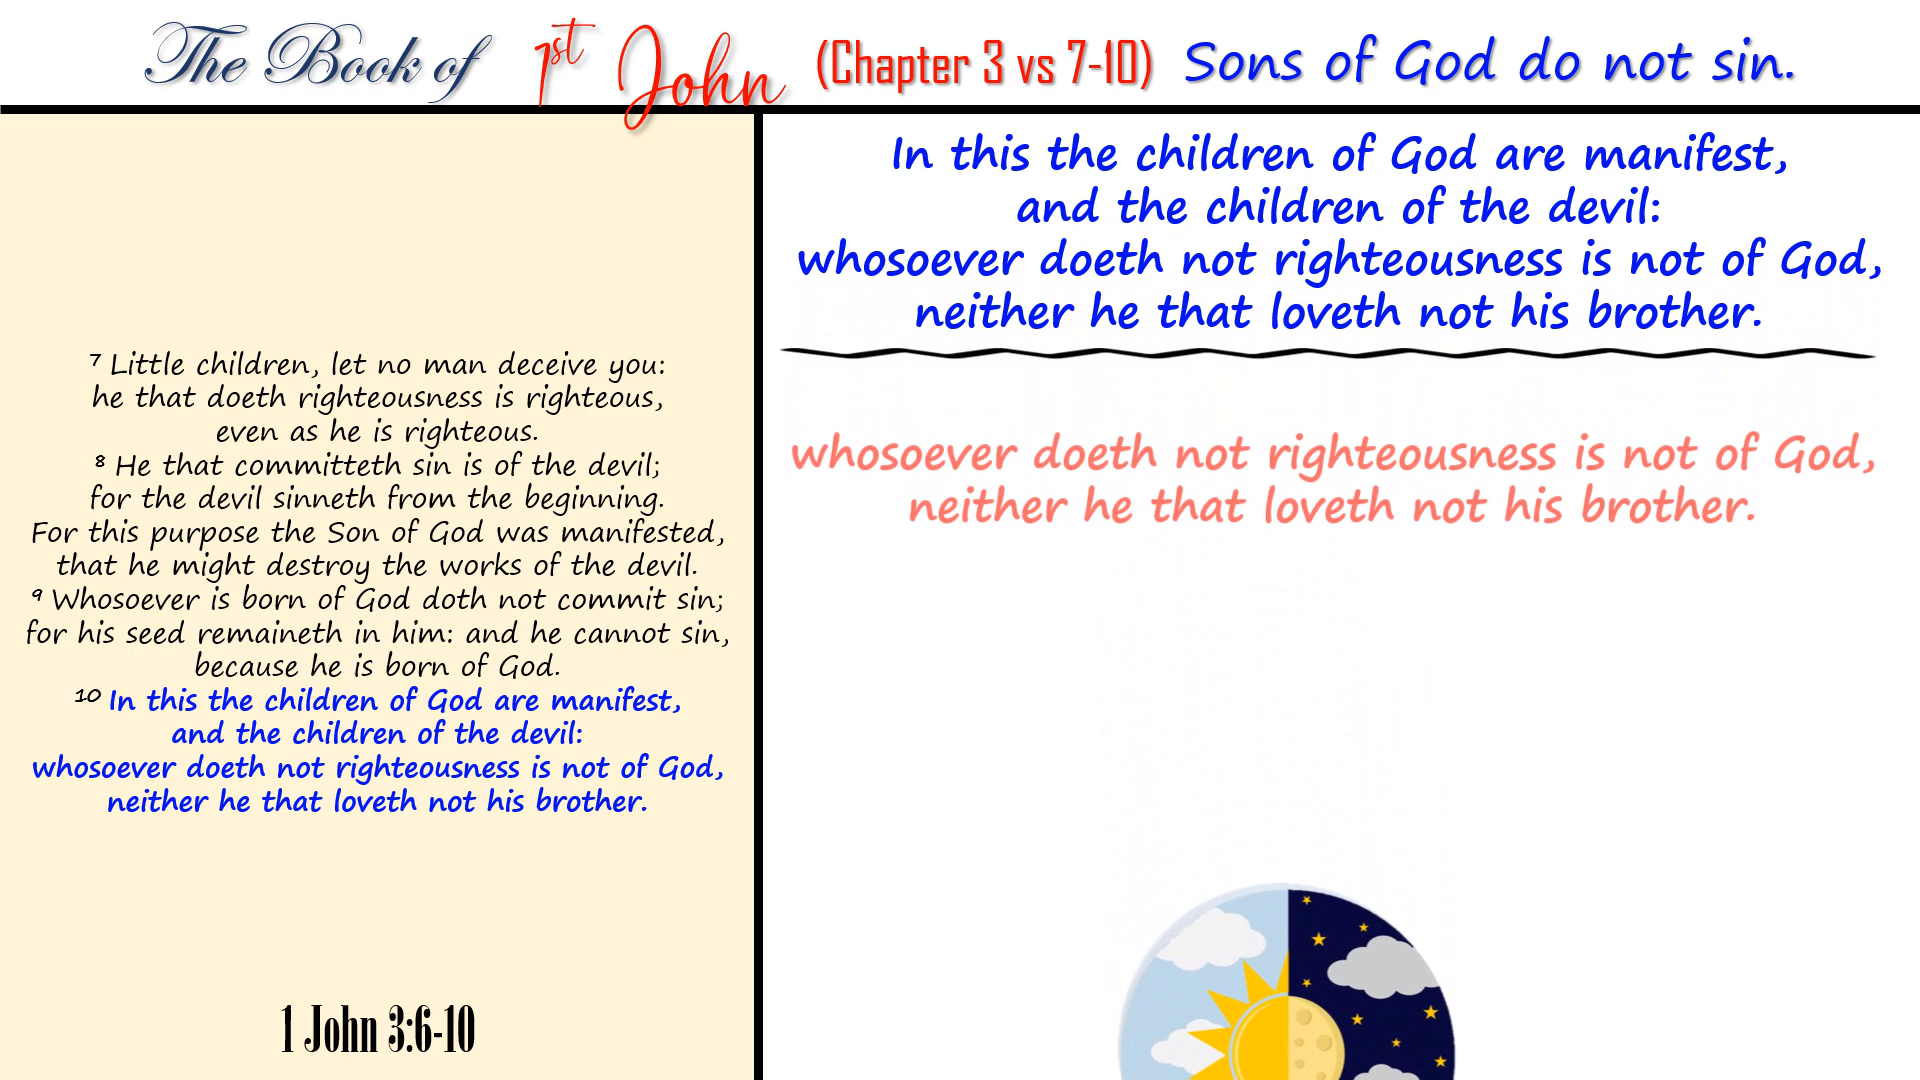 The Book of 1st John (Chapter 3 vs 7-10) Sons of God do not sin.
7 Little children, let no man deceive you:
he that doeth righteousness is righteous,
even as he is righteous.
8 He that committeth sin is of the devil;
for the devil sinneth from the beginning.
For this purpose the Son of God was manifested,
that he might destroy the works of the devil.
9 Whosoever is born of God doth not commit sin;
for his seed remaineth in him: and he cannot sin,
because he is born of God.
10 In this the children of God are manifest,
and the children of the devil:
whosoever doeth not righteousness is not of God,
neither he that loveth not his brother.
1 John 3:6-10
In this the children of God are manifest,
and the children of the devil:
whosoever doeth not righteousness is not of God,
neither he that loveth not his brother.
whosoever doeth not righteousness is not of God,
neither he that loveth not his brother.